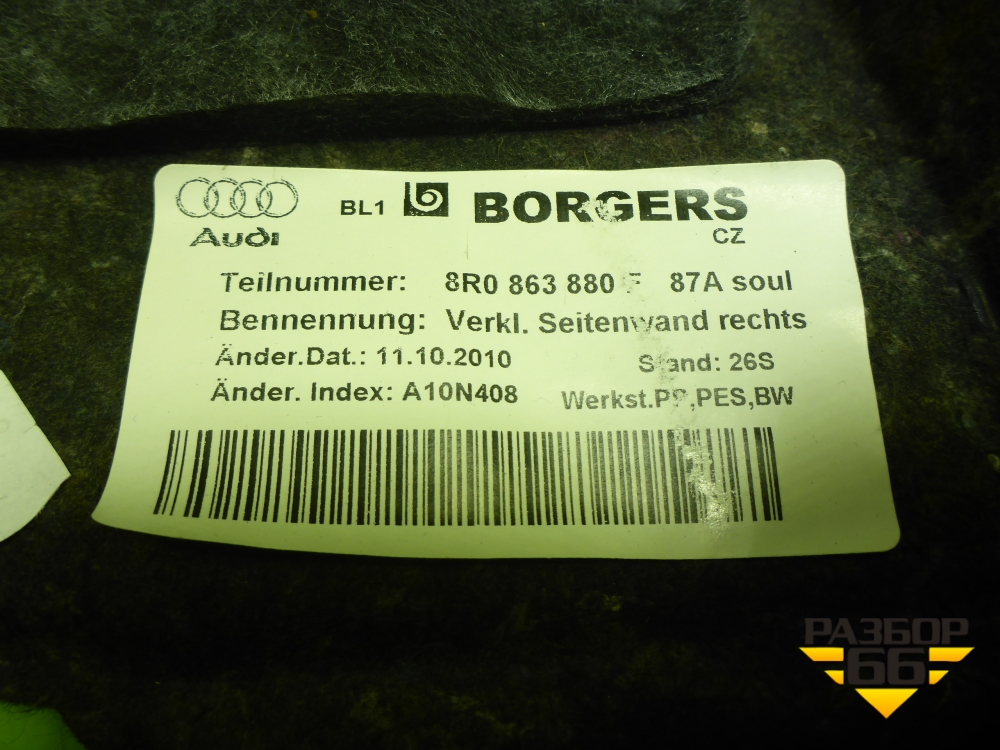 Audi
BL1 BORGERS
CZ
Teilnummer: 8R0 863 880 F 87A soul
Bennennung: Verkl. Seitenwand rechts
Änder.Dat.: 11.10.2010 Stand: 26S
Änder. Index: A10N408 Werkst.PP,PES,BW
РАЗБОР
66